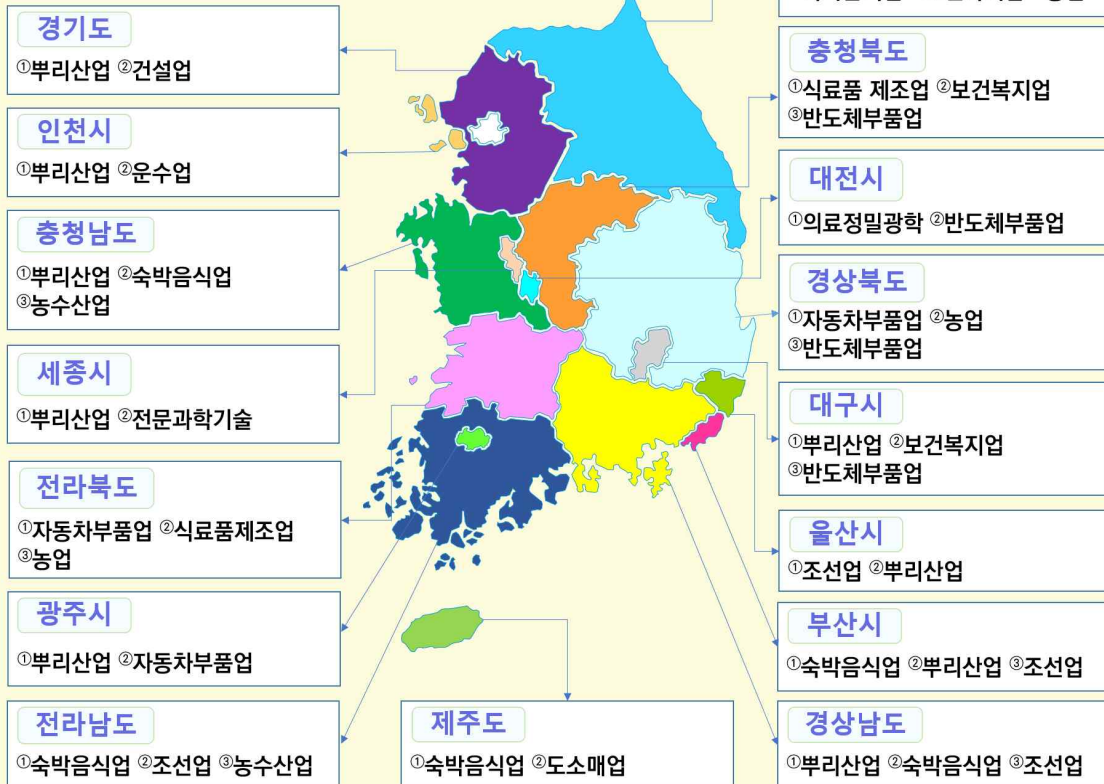 경기도
①뿌리산업 ②건설업
인천시
①뿌리산업 ②운수업
충청남도
①뿌리산업 ②숙박음식업
③농수산업
세종시
①뿌리산업 ②전문과학기술
전라북도
①자동차부품업 ②식료품제조업
③농업
광주시
①뿌리산업 ②자동차부품업
전라남도
①숙박음식업 ②조선업 ③농수산업
제주도
①숙박음식업 ②도소매업
충청북도
①식료품 제조업 ②보건복지업
③반도체부품업
대전시
①의료정밀광학 ②반도체부품업
경상북도
①자동차부품업 ②농업
③반도체부품업
대구시
①뿌리산업 ②보건복지업
③반도체부품업
울산시
①조선업 ②뿌리산업
부산시
①숙박음식업 ②뿌리산업 ③조선업
경상남도
①뿌리산업 ②숙박음식업 ③조선업